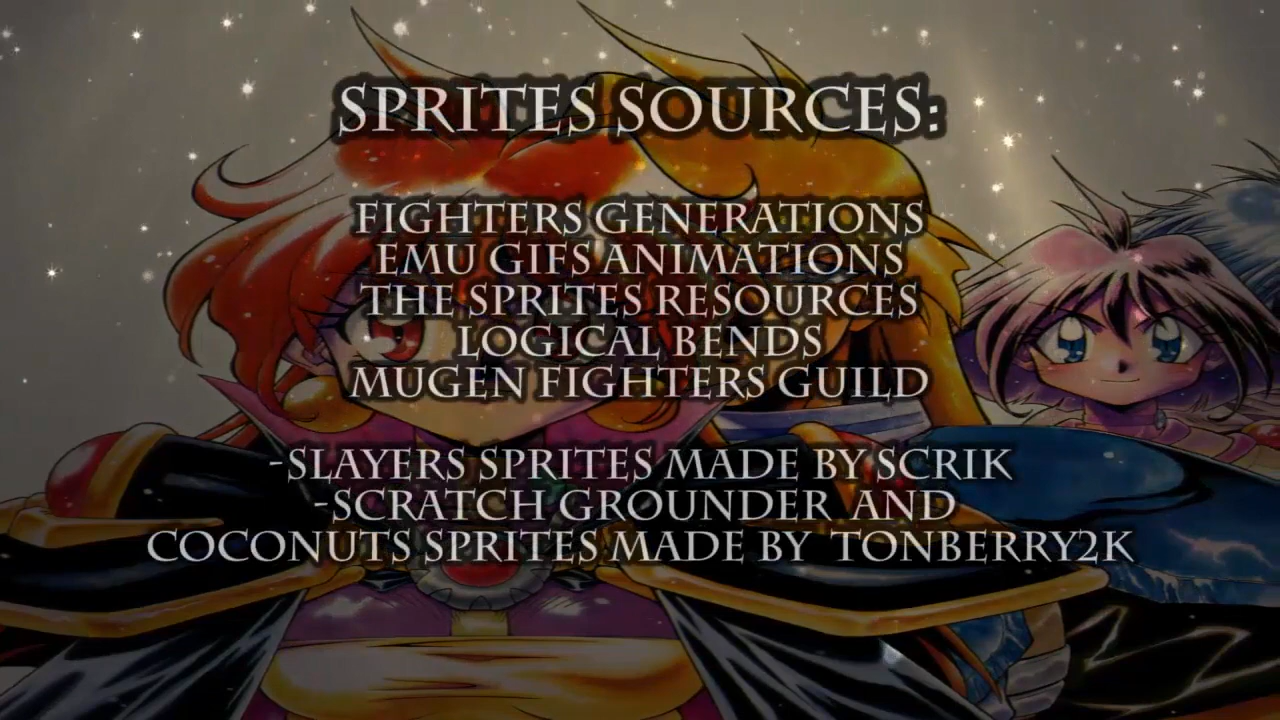 SPRITES SOURCES:
FIGHTERS GENERATIONS
EMU GIFS ANIMATIONS
THE SPRITES RESOURCES
LOGICAL BENDS
MUGEN FIGHTERS GUILD
-SLAYERS SPRITES MADE BY SCRIK
-SCRATCH GROUNDER AND
COCONUTS SPRITES MADE BY TONBERRY2K